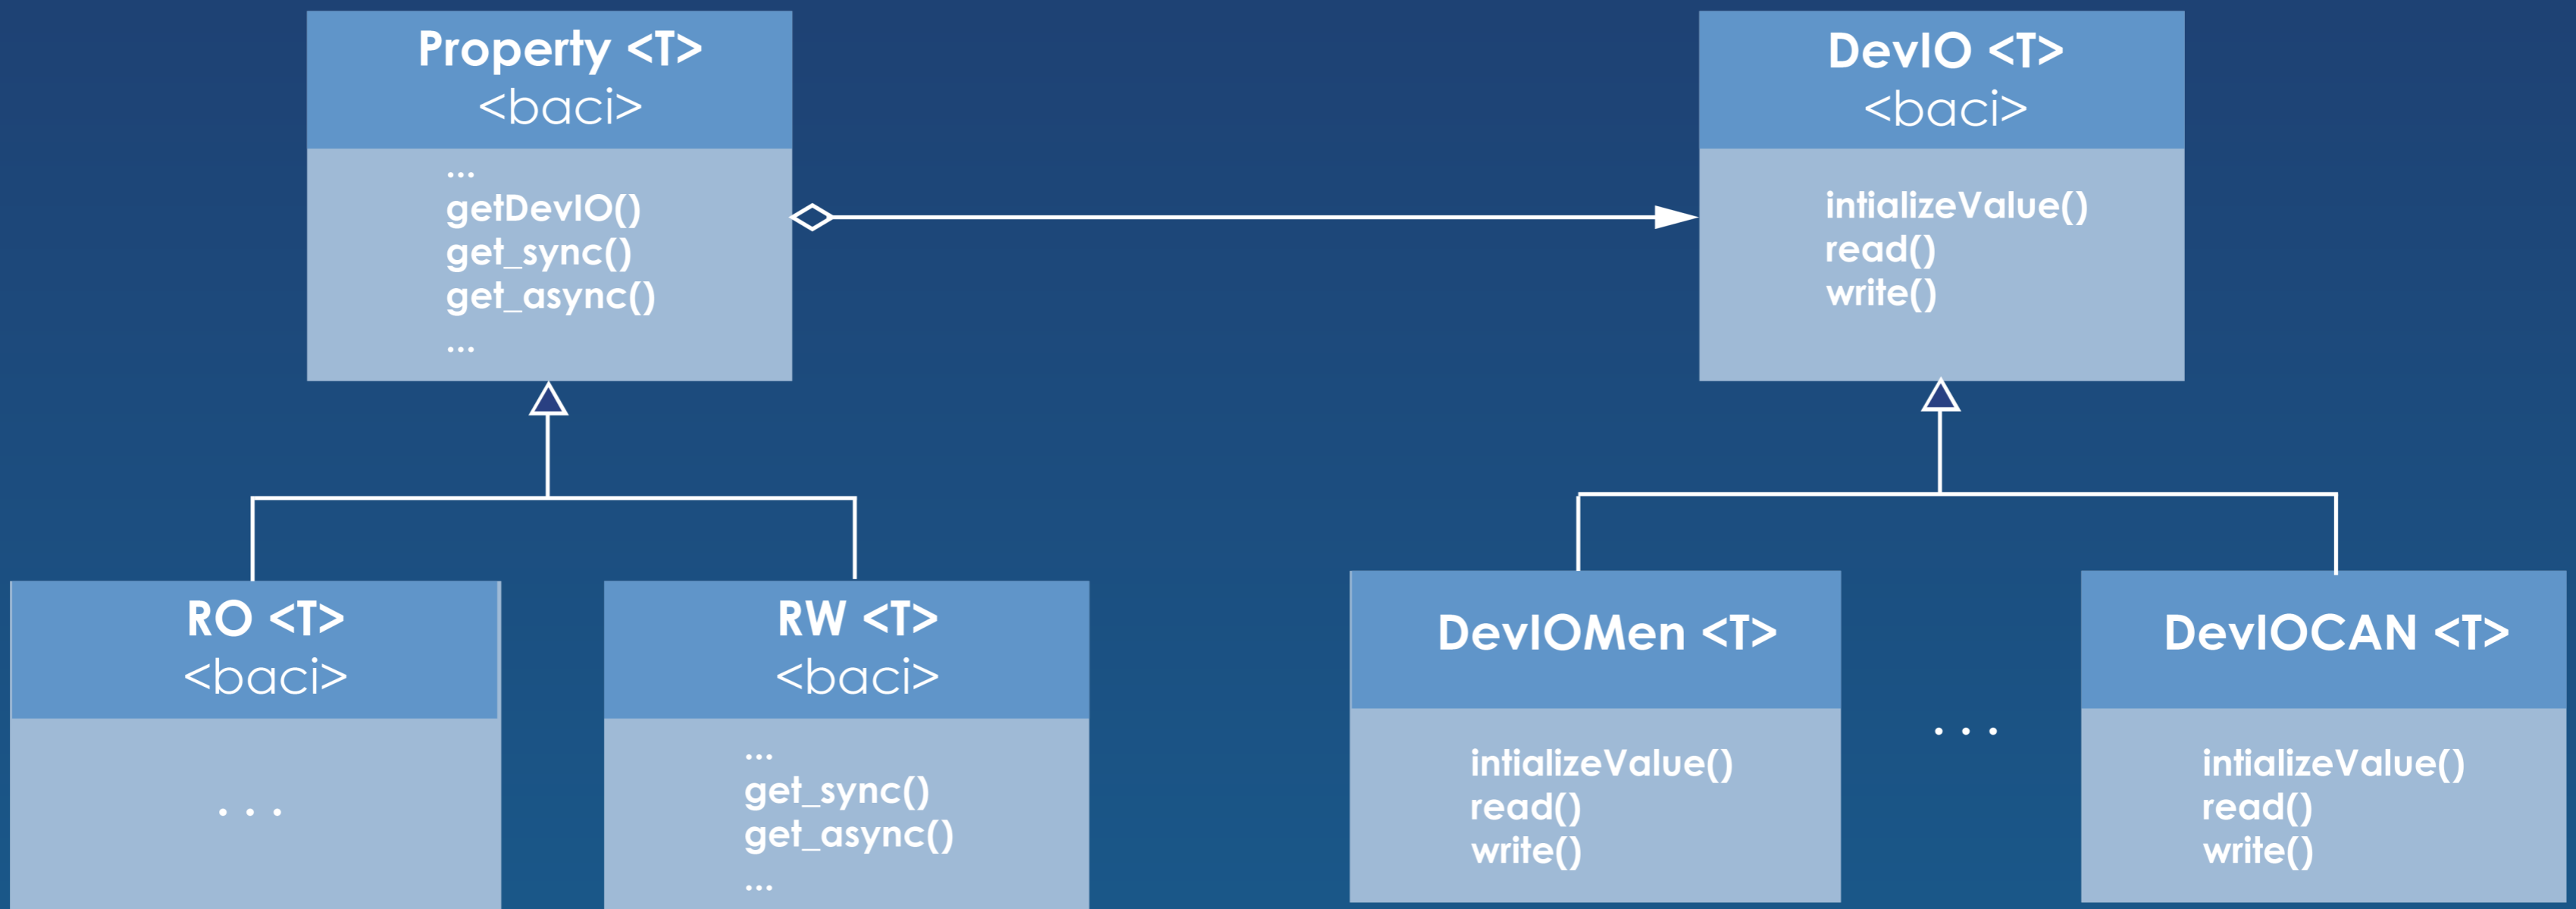 Property <T>
<baci>
...
getDevIO()
get_sync()
get_async()
...
DevIO <T>
<baci>
intializeValue()
read()
write()
RO <T>
<baci>
. . .
RW <T>
<baci>
...
get_sync()
get_async()
...
DevIOMen <T>
intializeValue()
read()
write()
. . .
DevIOCAN <T>
intializeValue()
read()
write()